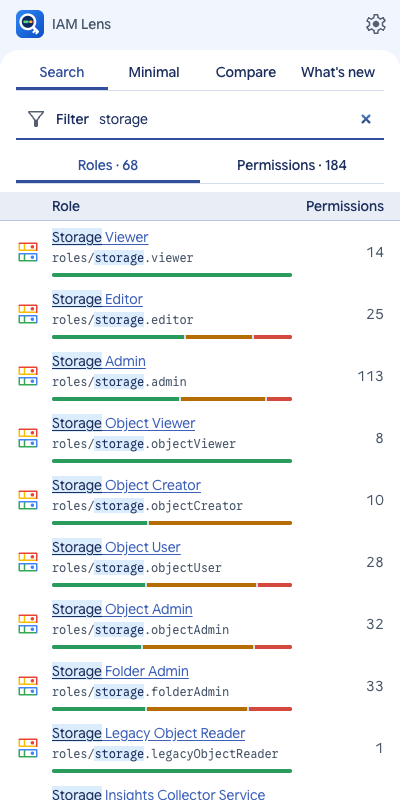 IAM Lens
Search Minimal Compare What's new
Filter storage
Roles · 68 Permissions · 184
Role Permissions
Storage Viewer
roles/storage.viewer
14
Storage Editor
roles/storage.editor
25
Storage Admin
roles/storage.admin
113
Storage Object Viewer
roles/storage.objectViewer
8
Storage Object Creator
roles/storage.objectCreator
10
Storage Object User
roles/storage.objectUser
28
Storage Object Admin
roles/storage.objectAdmin
32
Storage Folder Admin
roles/storage.folderAdmin
33
Storage Legacy Object Reader
roles/storage.legacyObjectReader
1
Storage Insights Collector Service